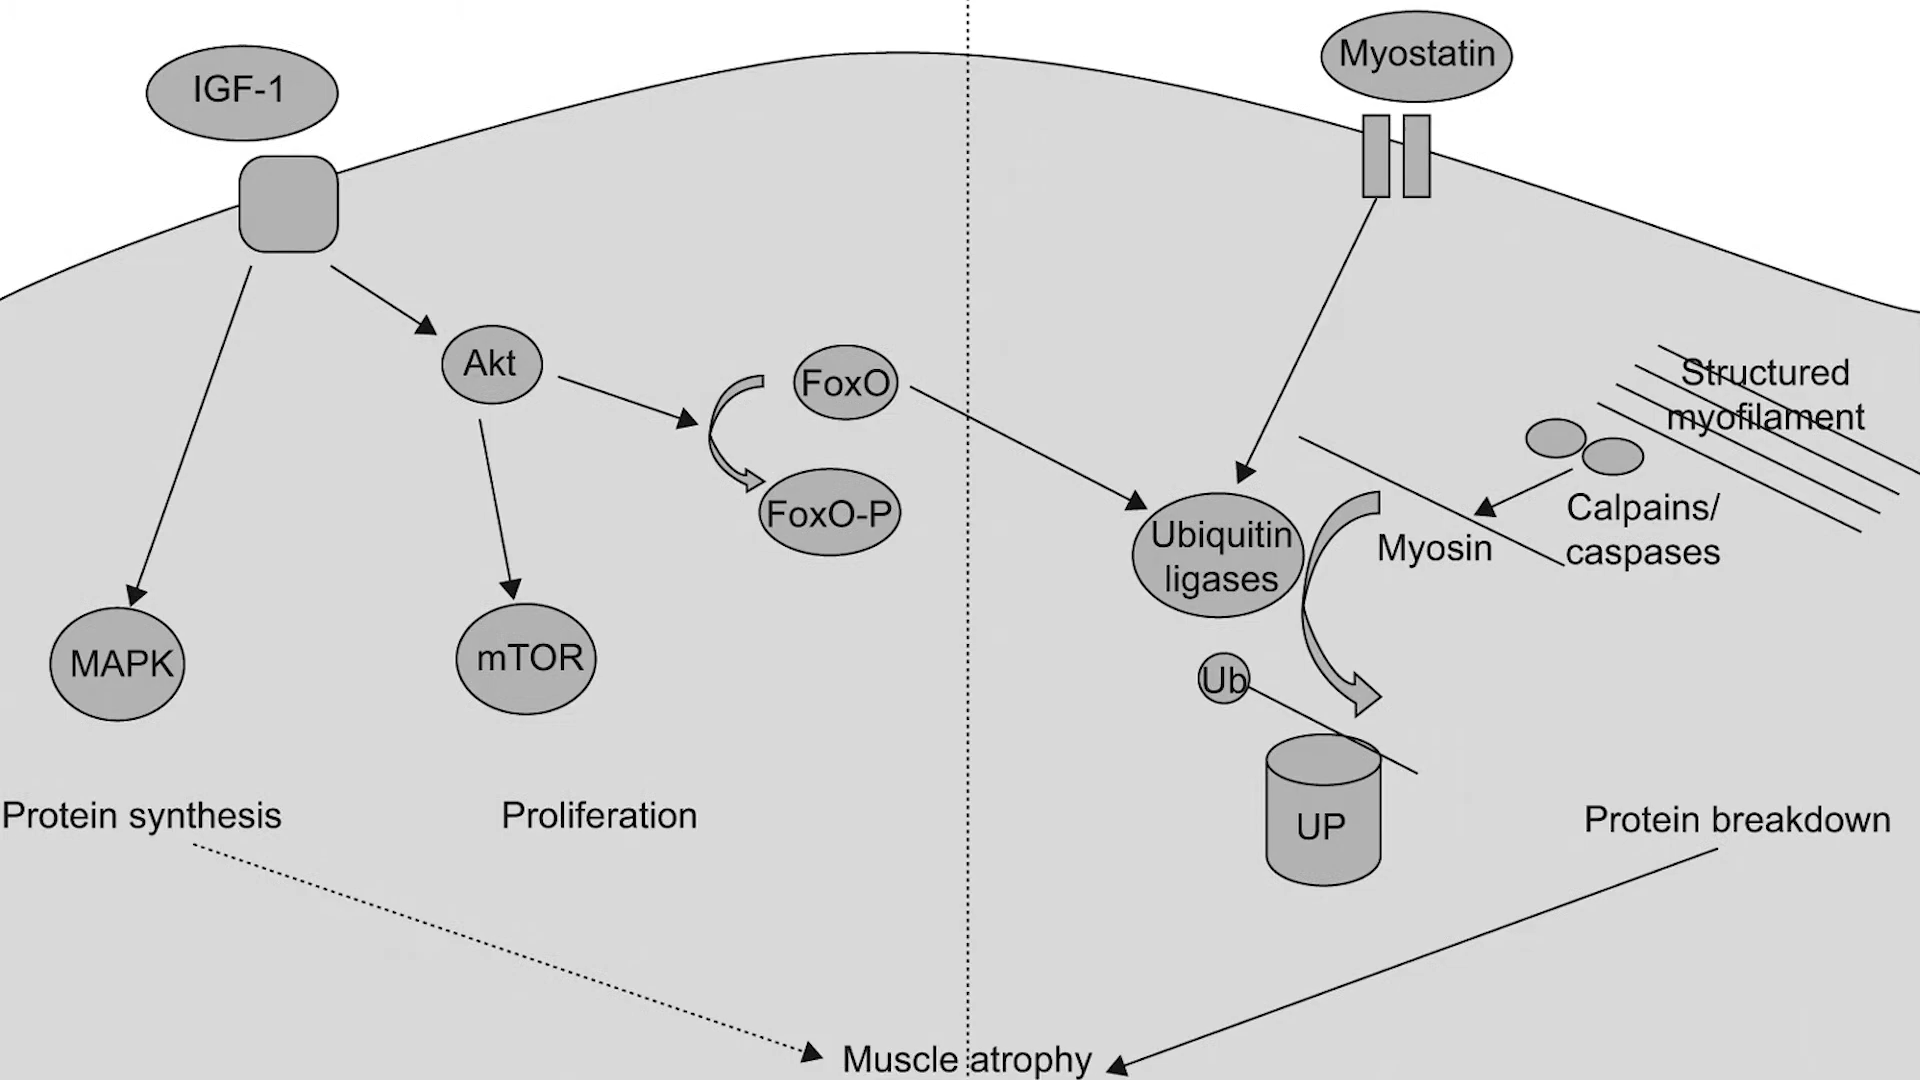 IGF-1
Myostatin
Akt
FoxO
Structured
myofilament
FoxO-P
Ubiquitin
ligases
Myosin
Calpains/
caspases
MAPK
mTOR
Ub
UP
Protein synthesis
Proliferation
Protein breakdown
Muscle atrophy